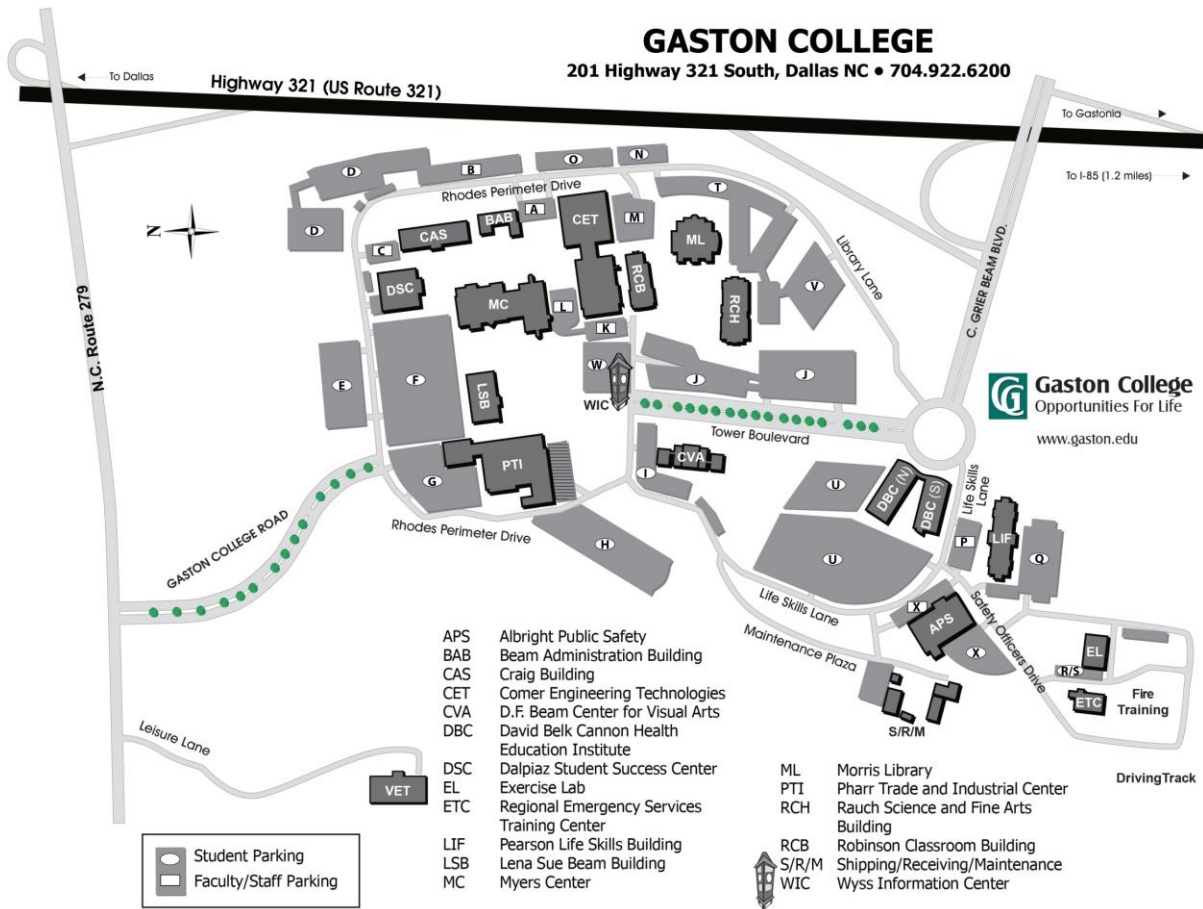 GASTON COLLEGE
201 Highway 321 South, Dallas NC • 704.922.6200
To Dallas
Highway 321 (US Route 321)
To Gastonia
To I-85 (1.2 miles)
N
N.C. Route 279
Rhodes Perimeter Drive
Library Lane
C. GRIER BEAM BLVD.
D
B
O
N
D
A
M
T
C
CAS
BAB
CET
ML
DSC
MC
L
RCB
RCH
V
K
E
F
LSB
W
WIC
J
J
Tower Boulevard
Gaston College
Opportunities For Life
www.gaston.edu
G
PTI
I
CVA
U
DBC (N)
DBC (S)
Life Skills
Lane
P
LIF
Q
H
U
GASTON COLLEGE ROAD
Rhodes Perimeter Drive
Life Skills Lane
Maintenance Plaza
X
APS
X
Safety Officers Drive
EL
R/S
ETC
Fire
Training
S/R/M
DrivingTrack
Leisure Lane
VET
APS Albright Public Safety
BAB Beam Administration Building
CAS Craig Building
CET Comer Engineering Technologies
CVA D.F. Beam Center for Visual Arts
DBC David Belk Cannon Health
Education Institute
DSC Dalpiaz Student Success Center
EL Exercise Lab
ETC Regional Emergency Services
Training Center
LIF Pearson Life Skills Building
LSB Lena Sue Beam Building
MC Myers Center
ML Morris Library
PTI Pharr Trade and Industrial Center
RCH Rauch Science and Fine Arts
Building
RCB Robinson Classroom Building
S/R/M Shipping/Receiving/Maintenance
WIC Wyss Information Center
Student Parking
Faculty/Staff Parking